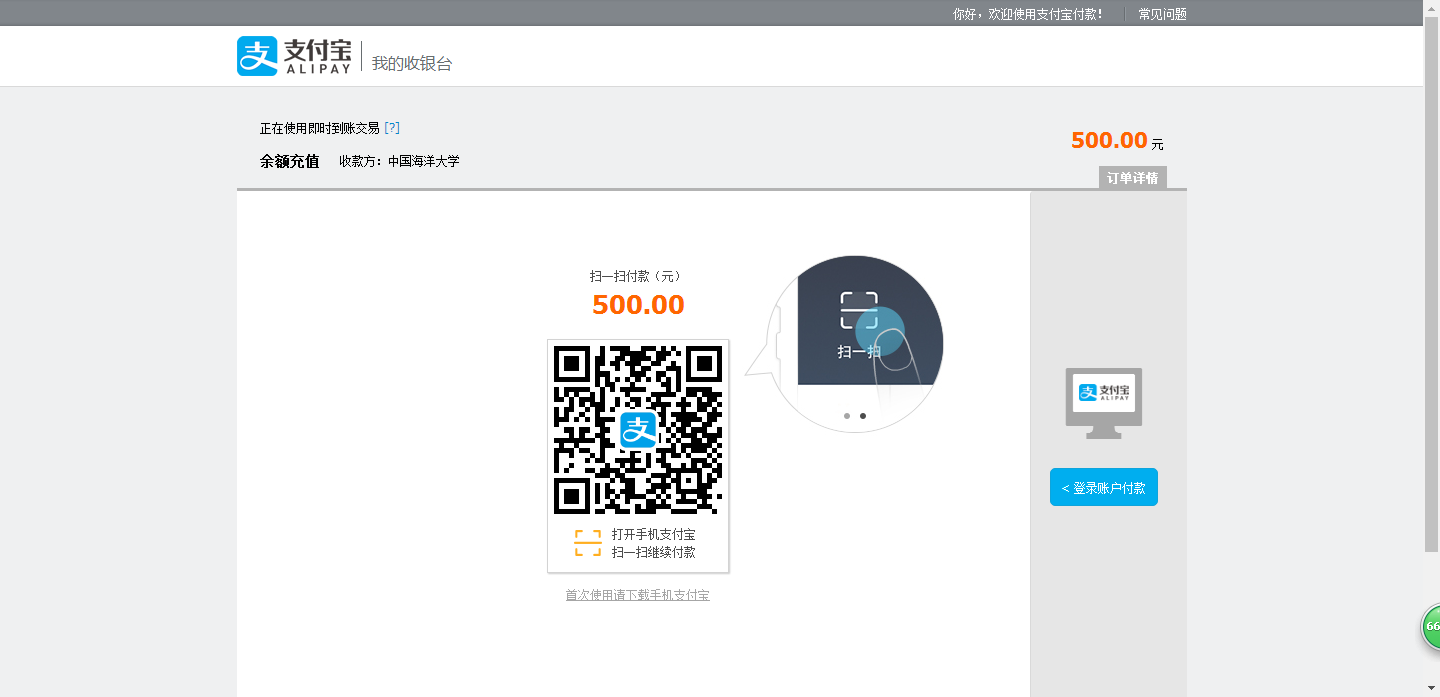 你好，欢迎使用支付宝付款！ 常见问题
支付宝
ALIPAY
我的收银台
正在使用即时到账交易 [?]
500.00 元
余额充值 收款方：中国海洋大学
订单详情
扫一扫付款（元）
500.00
扫一扫
支付宝
ALIPAY
< 登录账户付款
打开手机支付宝
扫一扫继续付款
首次使用请下载手机支付宝
66